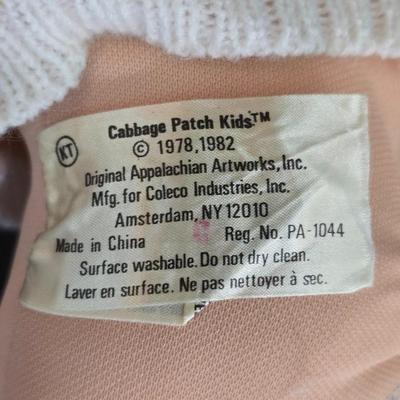 KT
Cabbage Patch Kids™
© 1978,1982
Original Appalachian Artworks, Inc.
Mfg. for Coleco Industries, Inc.
Amsterdam, NY 12010
Made in China Reg. No. PA-1044
Surface washable. Do not dry clean.
Laver en surface. Ne pas nettoyer à sec.